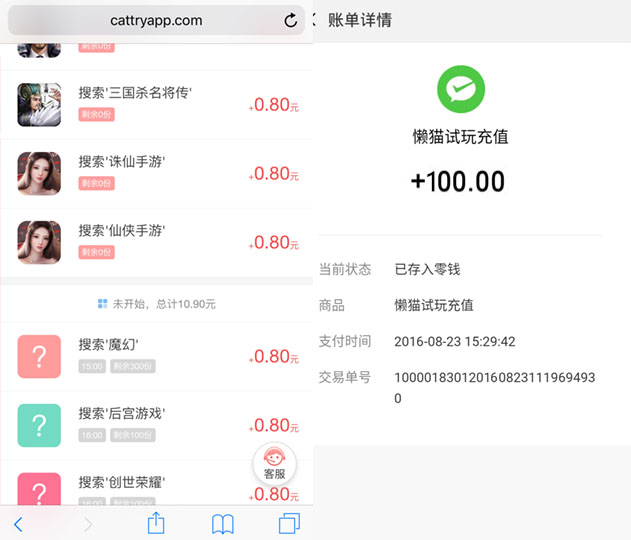 cattryapp.com
剩余0份
搜索'三国杀名将传'
剩余0份
+0.80元
搜索'诛仙手游'
剩余0份
+0.80元
搜索'仙侠手游'
剩余0份
+0.80元
未开始，总计10.90元
搜索'魔幻'
15:00 剩余300份
+0.80元
搜索'后宫游戏'
16:00 剩余100份
+0.80元
客服
搜索'创世荣耀'
16:00 剩余100份
+0.80元
账单详情
懒猫试玩充值
+100.00
当前状态 已存入零钱
商品 懒猫试玩充值
支付时间 2016-08-23 15:29:42
交易单号 100001830120160823111969493
0